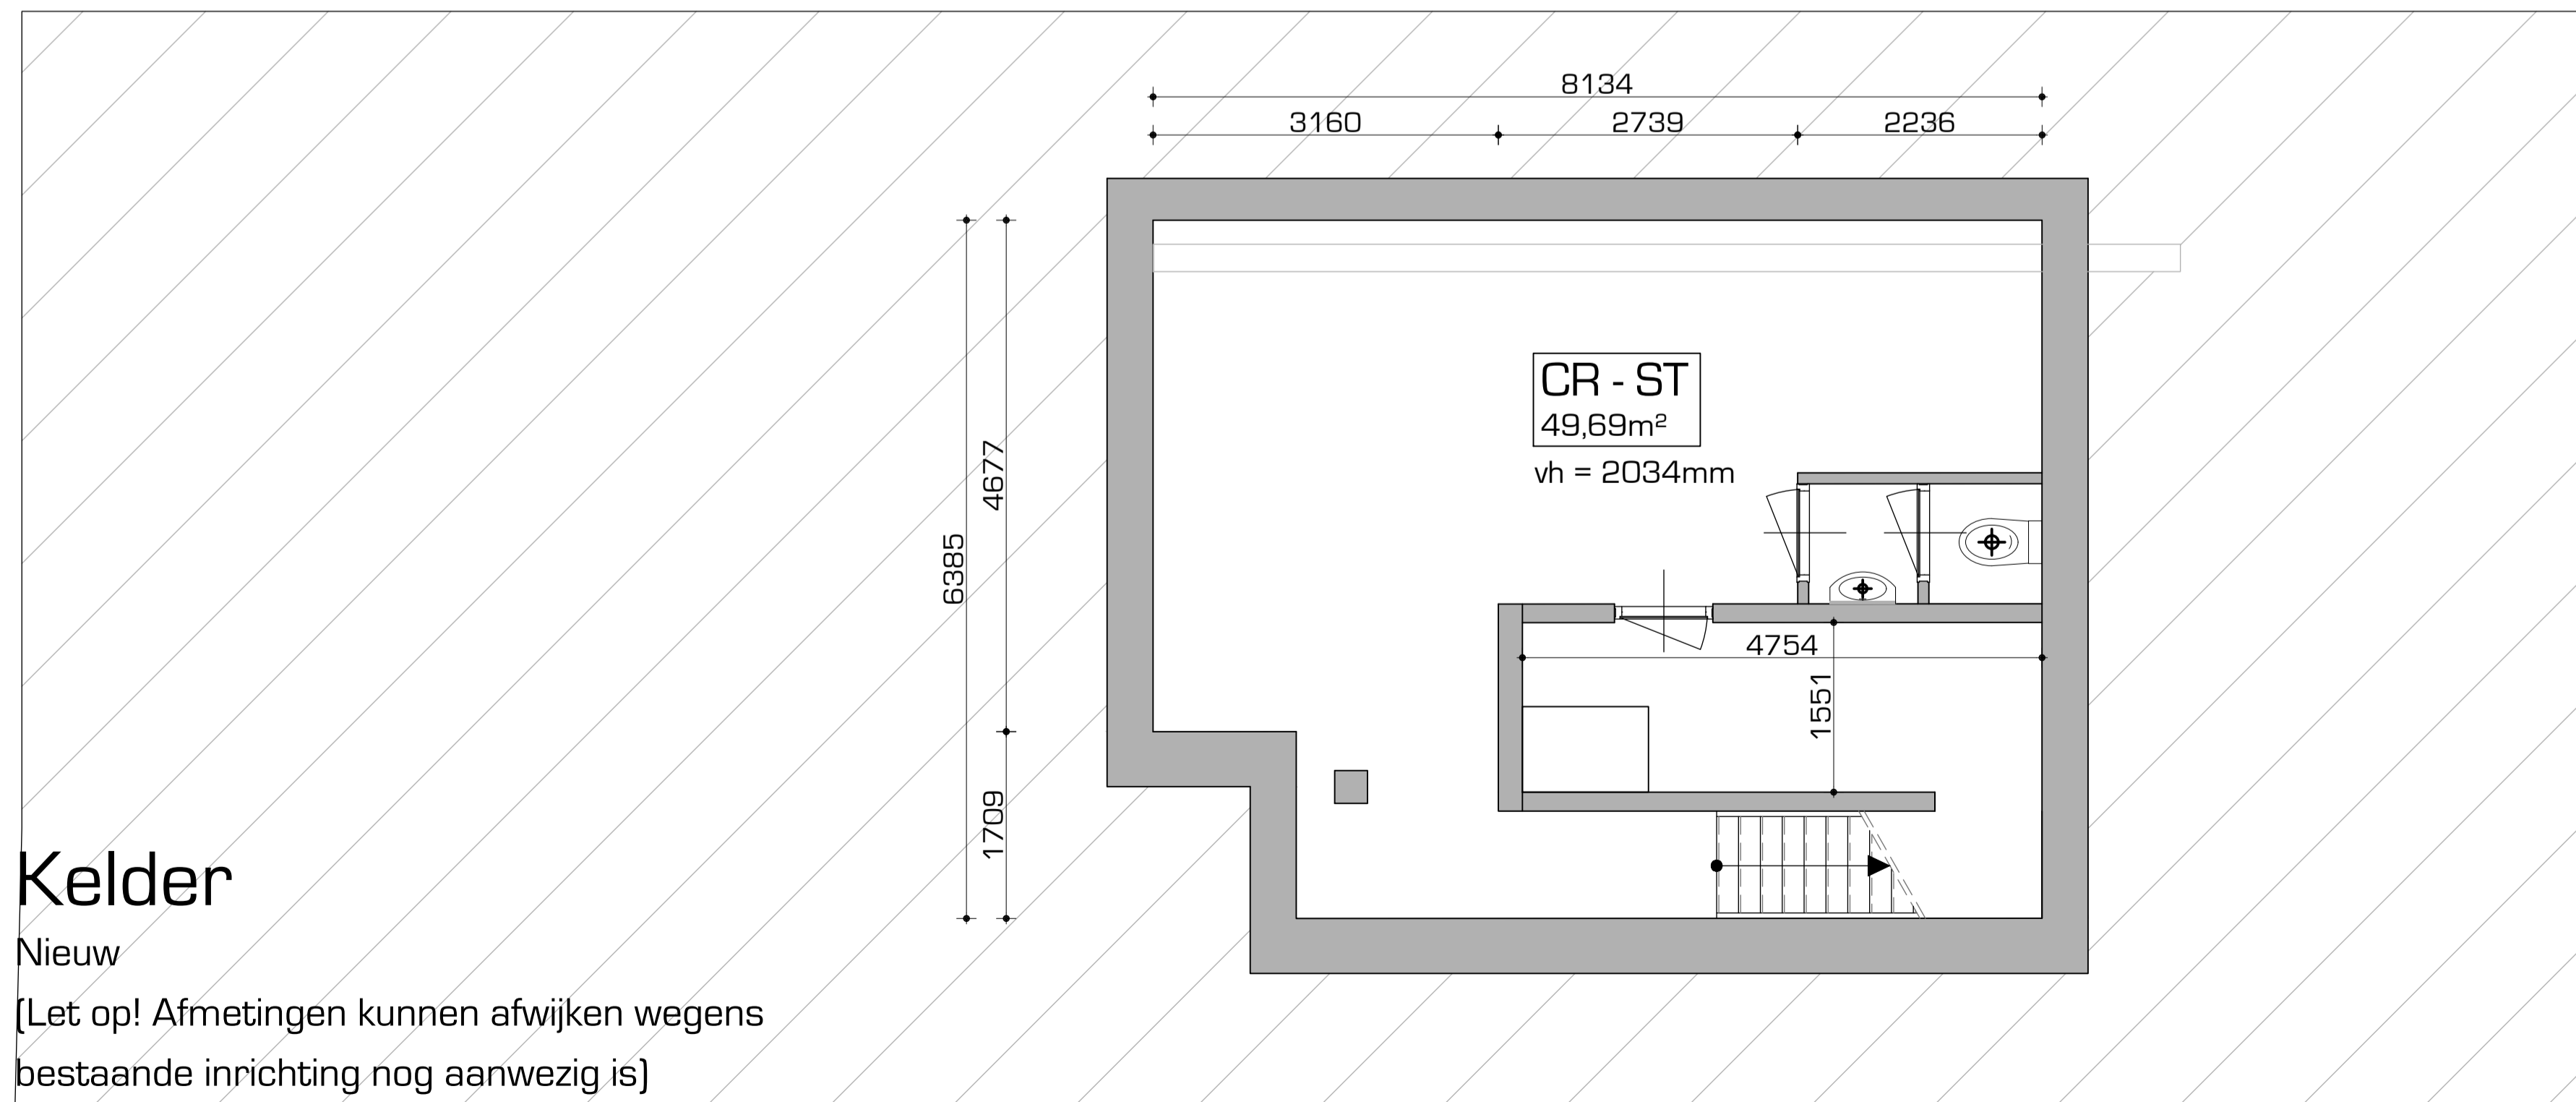 8134
3160 2739 2236
6385
4677
1709
CR - ST
49,69m²
vh = 2034mm
4754
1551
Kelder
Nieuw
(Let op! Afmetingen kunnen afwijken wegens
bestaande inrichting nog aanwezig is)